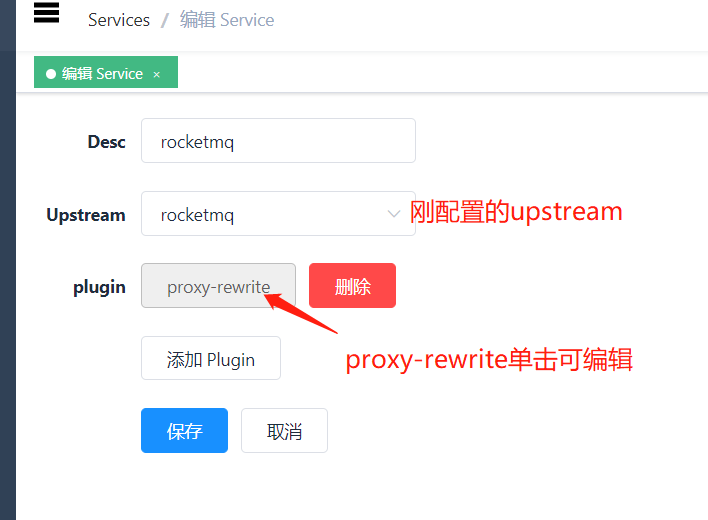 Services / 编辑 Service
编辑 Service ×
Desc rocketmq
Upstream rocketmq 刚配置的upstream
plugin proxy-rewrite 删除
添加 Plugin proxy-rewrite单击可编辑
保存 取消